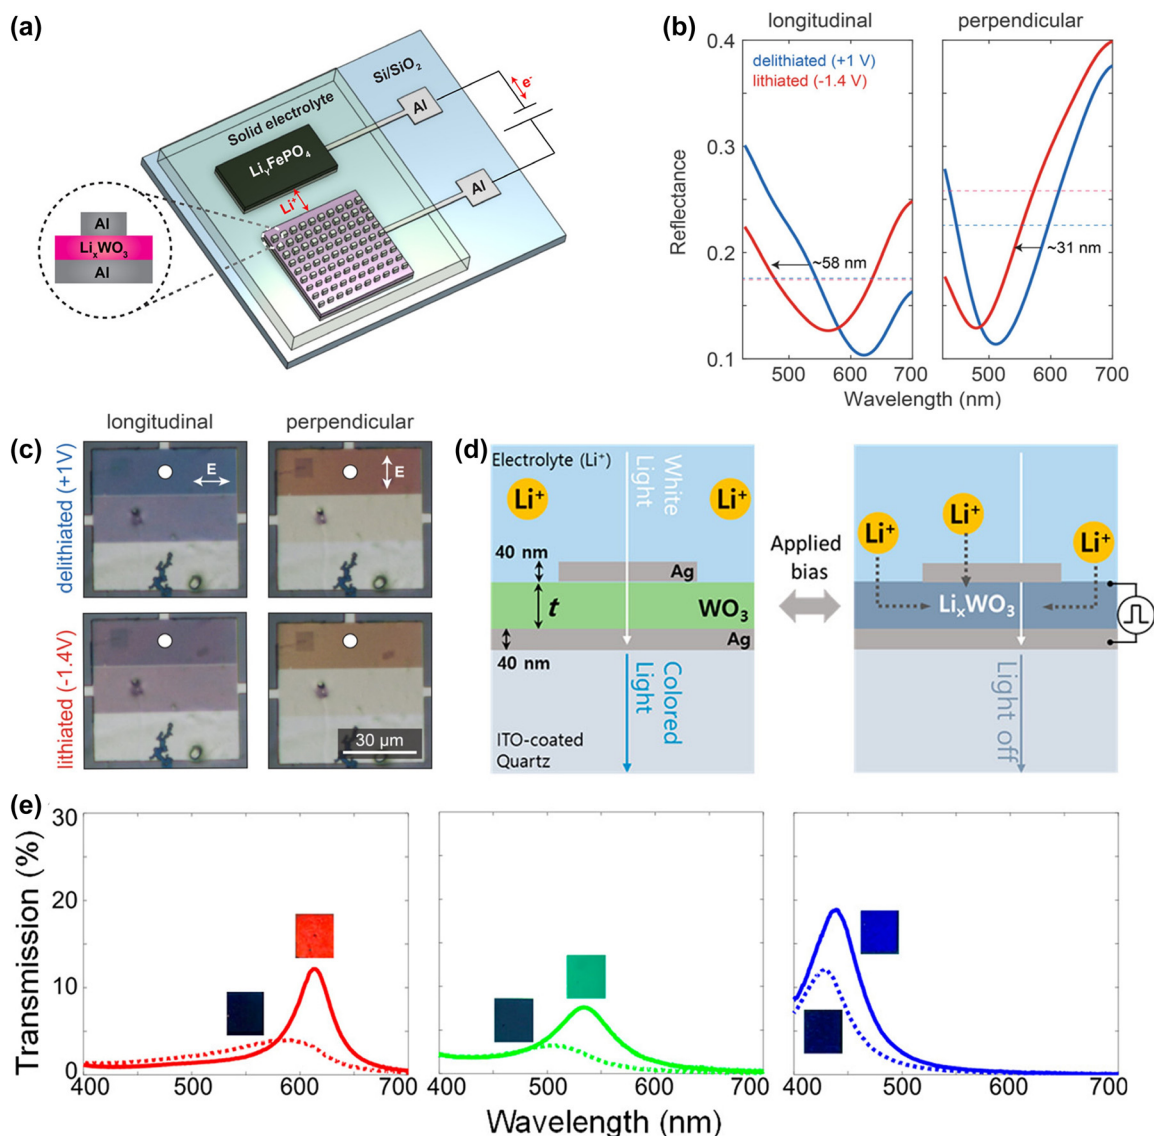 (a)
Si/SiO₂
e⁻
Al
Solid electrolyte
LiᵧFePO₄
Li⁺
Al
Al
LiₓWO₃
Al
(b)
longitudinal
perpendicular
delithiated (+1 V)
lithiated (-1.4 V)
~58 nm
~31 nm
Reflectance
0.4
0.3
0.2
0.1
500
600
700
500
600
700
Wavelength (nm)
(c)
longitudinal
perpendicular
delithiated (+1V)
E
E
lithiated (-1.4V)
30 µm
(d)
Electrolyte (Li⁺)
White
Light
Li⁺
Li⁺
40 nm
Ag
t
WO₃
Ag
40 nm
Colored
Light
ITO-coated
Quartz
Applied
bias
Li⁺
Li⁺
Li⁺
LiₓWO₃
Light off
(e)
Transmission (%)
30
20
10
0
400
500
600
700
400
500
600
700
400
500
600
700
Wavelength (nm)